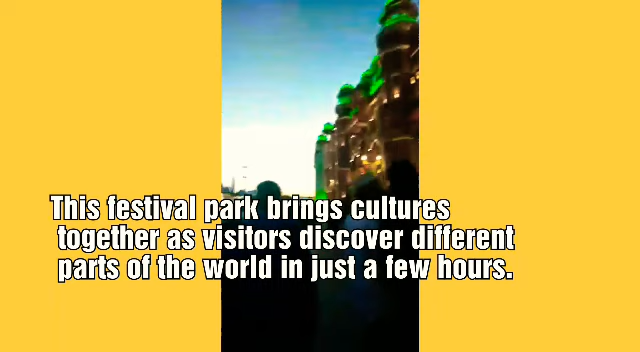 This festival park brings cultures
together as visitors discover different
parts of the world in just a few hours.